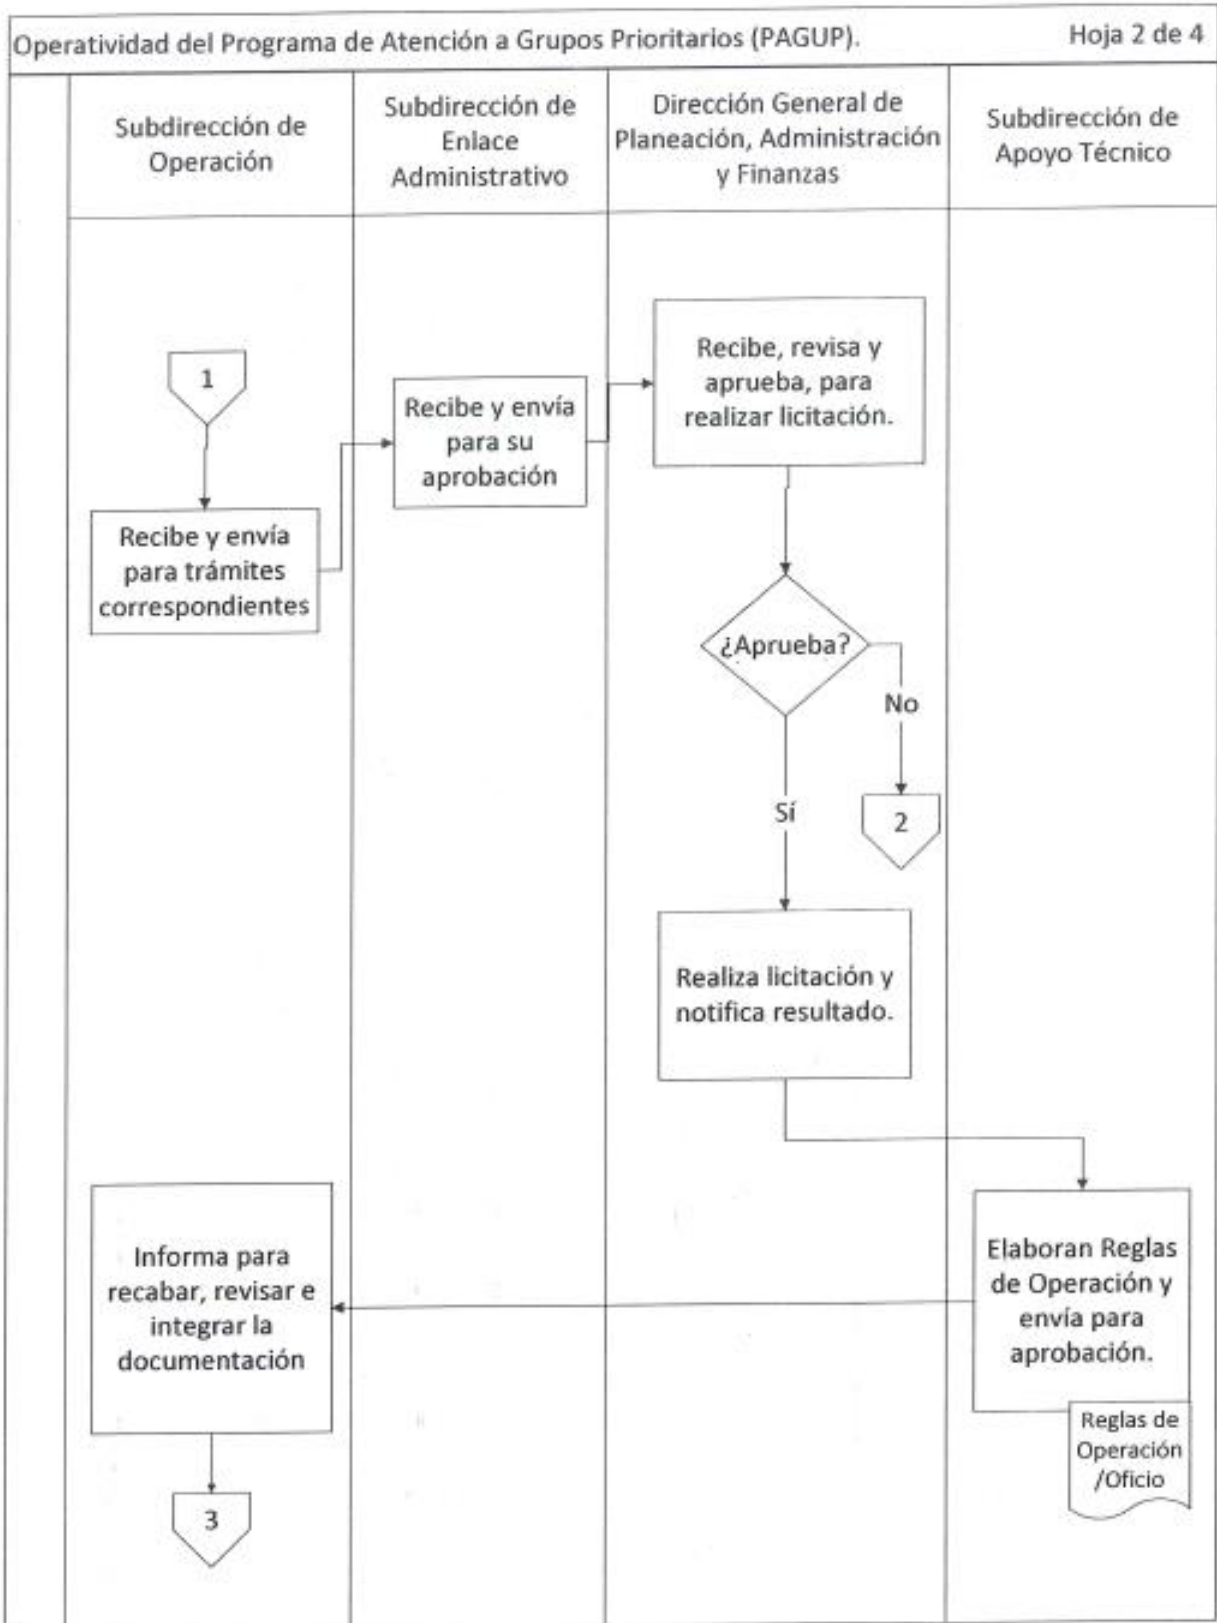 Operatividad del Programa de Atención a Grupos Prioritarios (PAGUP).
Hoja 2 de 4
Subdirección de
Operación
Subdirección de
Enlace
Administrativo
Dirección General de
Planeación, Administración
y Finanzas
Subdirección de
Apoyo Técnico
1
Recibe y envía
para trámites
correspondientes
Recibe y envía
para su
aprobación
Recibe, revisa y
aprueba, para
realizar licitación.
¿Aprueba?
No
2
Sí
Realiza licitación y
notifica resultado.
Elaboran Reglas
de Operación y
envía para
aprobación.
Reglas de
Operación
/Oficio
Informa para
recabar, revisar e
integrar la
documentación
3